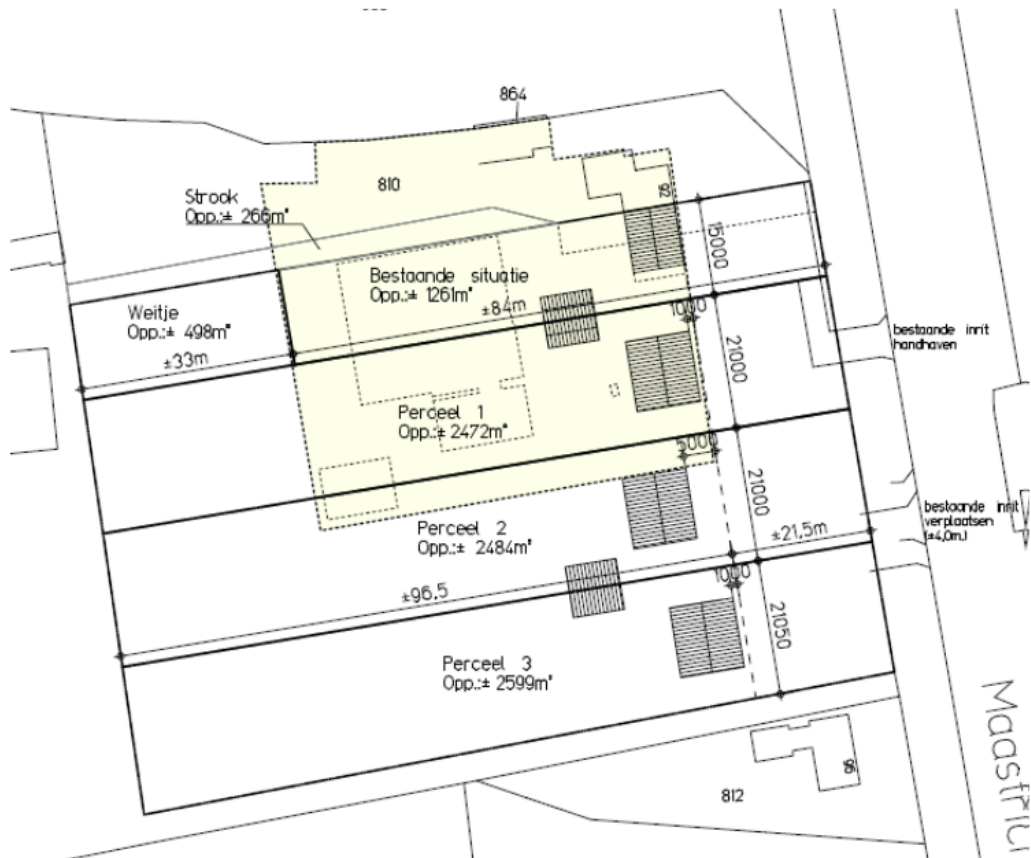 864
810
Strook
Opp.:± 266m²
15000
Bestaande situatie
Opp.:± 1261m²
±84m
Weitje
Opp.:± 498m²
±33m
1000
bestaande inrit
handhaven
21000
Perceel 1
Opp.:± 2472m²
5000
21000
bestaande inrit
verplaatsen
(±4,0m.)
Perceel 2
Opp.:± 2484m²
±21,5m
±96,5
1000
21050
Perceel 3
Opp.:± 2599m²
812
Maastric